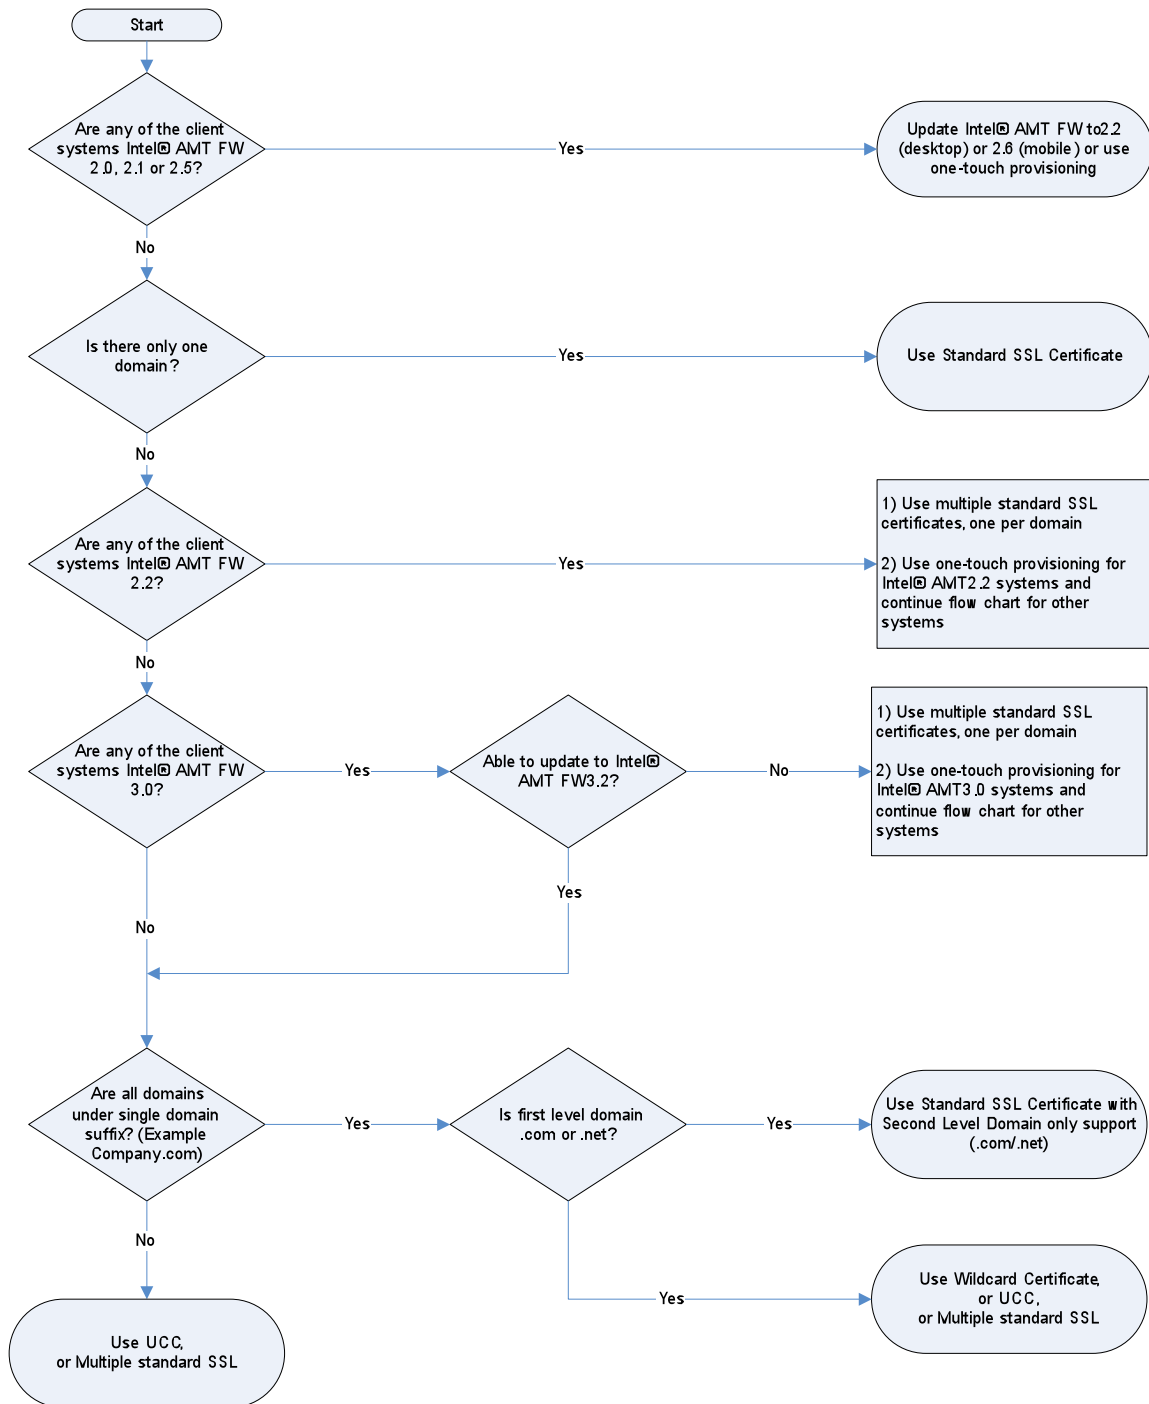 Start
Are any of the client
systems Intel® AMT FW
2.0, 2.1 or 2.5?
Yes
Update Intel® AMT FW to2.2
(desktop) or 2.6 (mobile) or use
one-touch provisioning
No
Is there only one
domain?
Yes
Use Standard SSL Certificate
No
Are any of the client
systems Intel® AMT FW
2.2?
Yes
1) Use multiple standard SSL
certificates, one per domain
2) Use one-touch provisioning for
Intel® AMT2.2 systems and
continue flow chart for other
systems
No
Are any of the client
systems Intel® AMT FW
3.0?
Yes
Able to update to Intel®
AMT FW3.2?
No
1) Use multiple standard SSL
certificates, one per domain
2) Use one-touch provisioning for
Intel® AMT3.0 systems and
continue flow chart for other
systems
Yes
No
Are all domains
under single domain
suffix? (Example
Company.com)
Yes
Is first level domain
.com or .net?
Yes
Use Standard SSL Certificate with
Second Level Domain only support
(.com/.net)
No
Yes
Use Wildcard Certificate,
or UCC,
or Multiple standard SSL
Use UCC,
or Multiple standard SSL